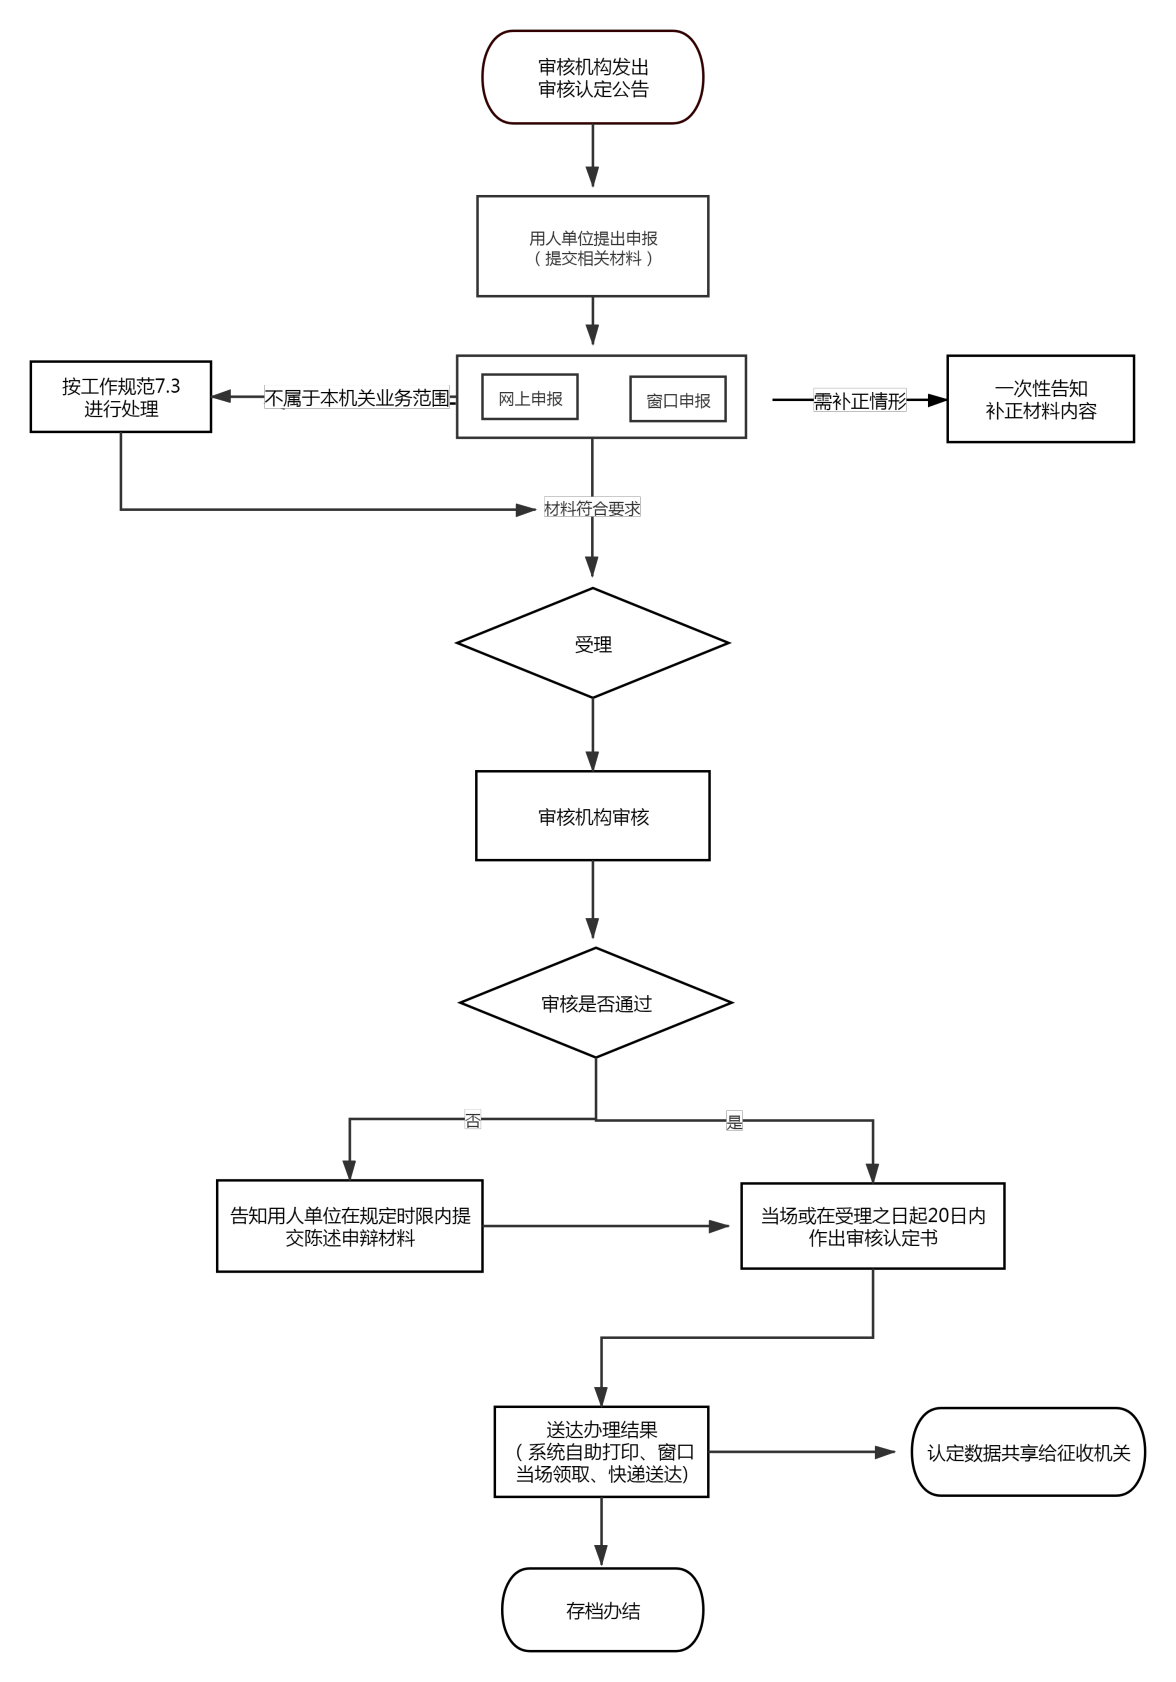 审核机构发出
审核认定公告
用人单位提出申报
（提交相关材料）
按工作规范7.3
进行处理
不属于本机关业务范围
网上申报
窗口申报
需补正情形
一次性告知
补正材料内容
材料符合要求
受理
审核机构审核
审核是否通过
否
是
告知用人单位在规定时限内提
交陈述申辩材料
当场或在受理之日起20日内
作出审核认定书
送达办理结果
（系统自助打印、窗口
当场领取、快递送达)
认定数据共享给征收机关
存档办结